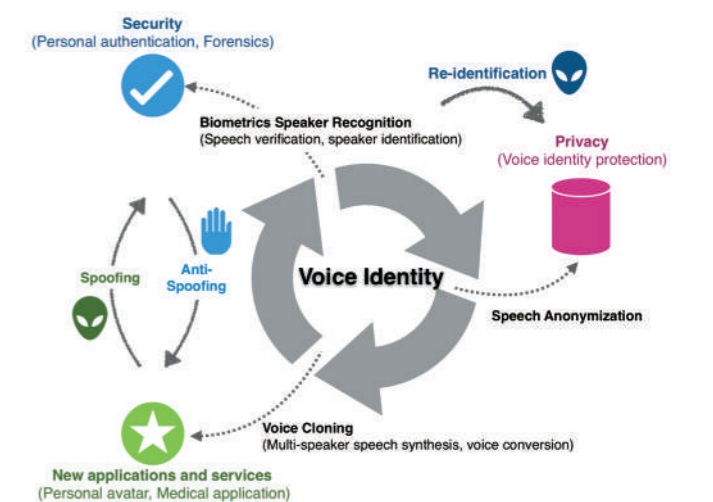 Security
(Personal authentication, Forensics)
Re-identification
Biometrics Speaker Recognition
(Speech verification, speaker identification)
Privacy
(Voice identity protection)
Spoofing
Anti-
Spoofing
Voice Identity
Speech Anonymization
Voice Cloning
(Multi-speaker speech synthesis, voice conversion)
New applications and services
(Personal avatar, Medical application)